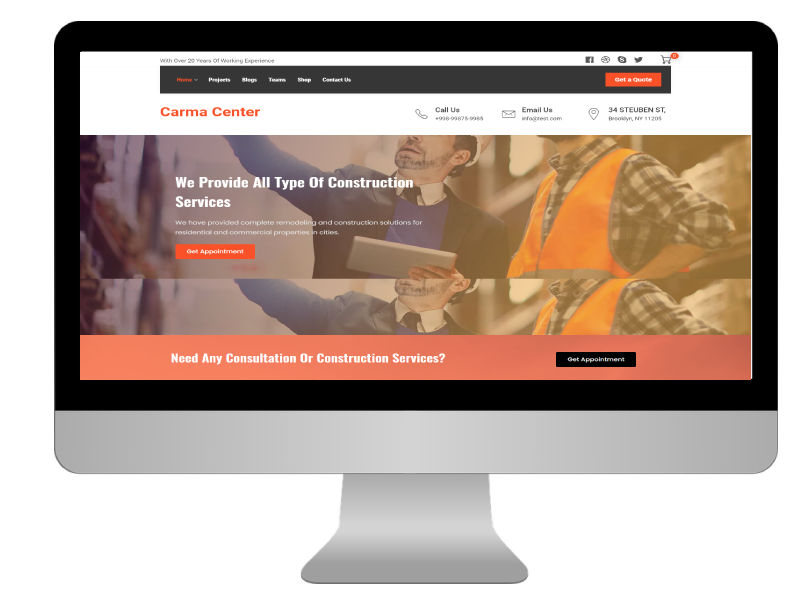 With Over 20 Years Of Working Experience
0
Home Projects Blogs Teams Shop Contact Us
Get a Quote
Carma Center
Call Us
+998-99875-9985
Email Us
info@test.com
34 STEUBEN ST,
Brooklyn, NY 11205
We Provide All Type Of Construction
Services
We have provided complete remodeling and construction solutions for
residential and commercial properties in cities.
Get Appointment
Need Any Consultation Or Construction Services?
Get Appointment